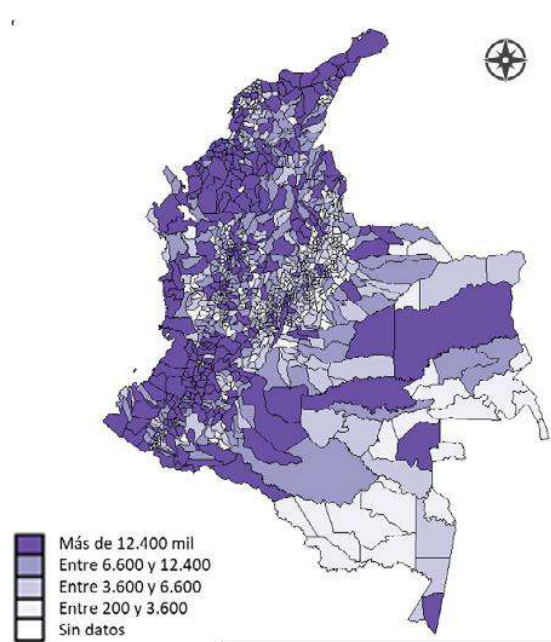 Más de 12.400 mil
Entre 6.600 y 12.400
Entre 3.600 y 6.600
Entre 200 y 3.600
Sin datos